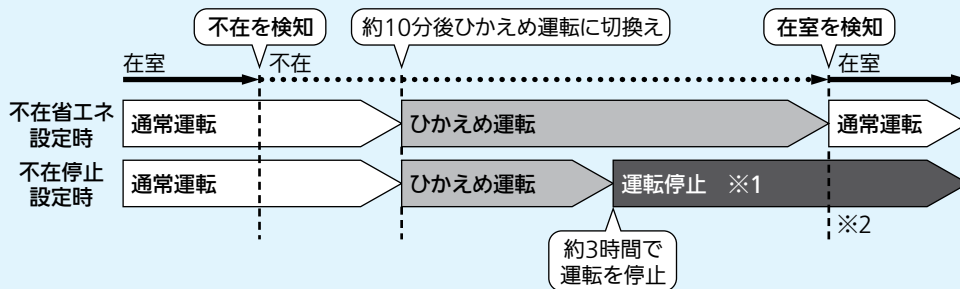 不在を検知
約10分後ひかえめ運転に切換え
在室を検知
在室
不在
在室
不在省エネ
設定時
通常運転
ひかえめ運転
通常運転
不在停止
設定時
通常運転
ひかえめ運転
運転停止 ※1
※2
約3時間で
運転を停止